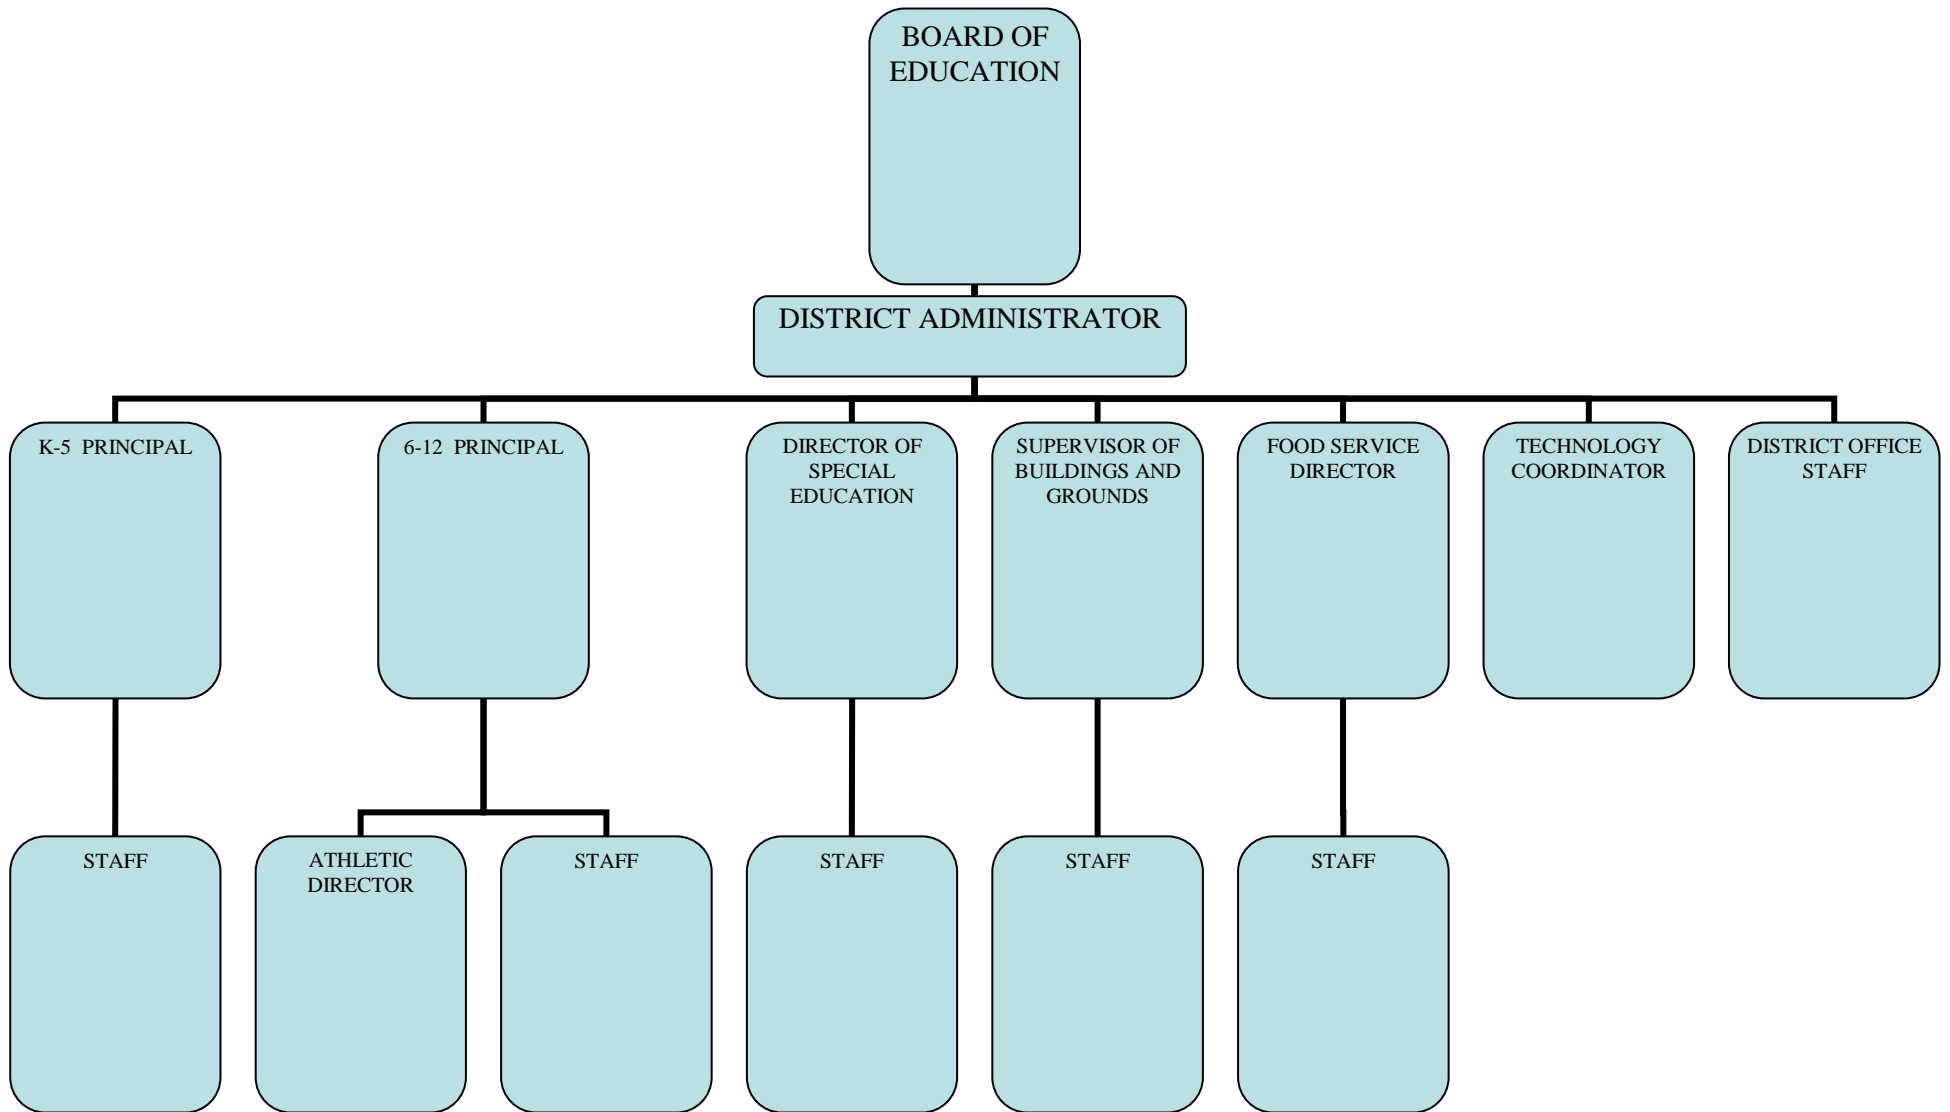 BOARD OF
EDUCATION
DISTRICT ADMINISTRATOR
K-5  PRINCIPAL
6-12  PRINCIPAL
DIRECTOR OF
SPECIAL
EDUCATION
SUPERVISOR OF
BUILDINGS AND
GROUNDS
FOOD SERVICE
DIRECTOR
TECHNOLOGY
COORDINATOR
DISTRICT OFFICE
STAFF
STAFF
ATHLETIC
DIRECTOR
STAFF
STAFF
STAFF
STAFF